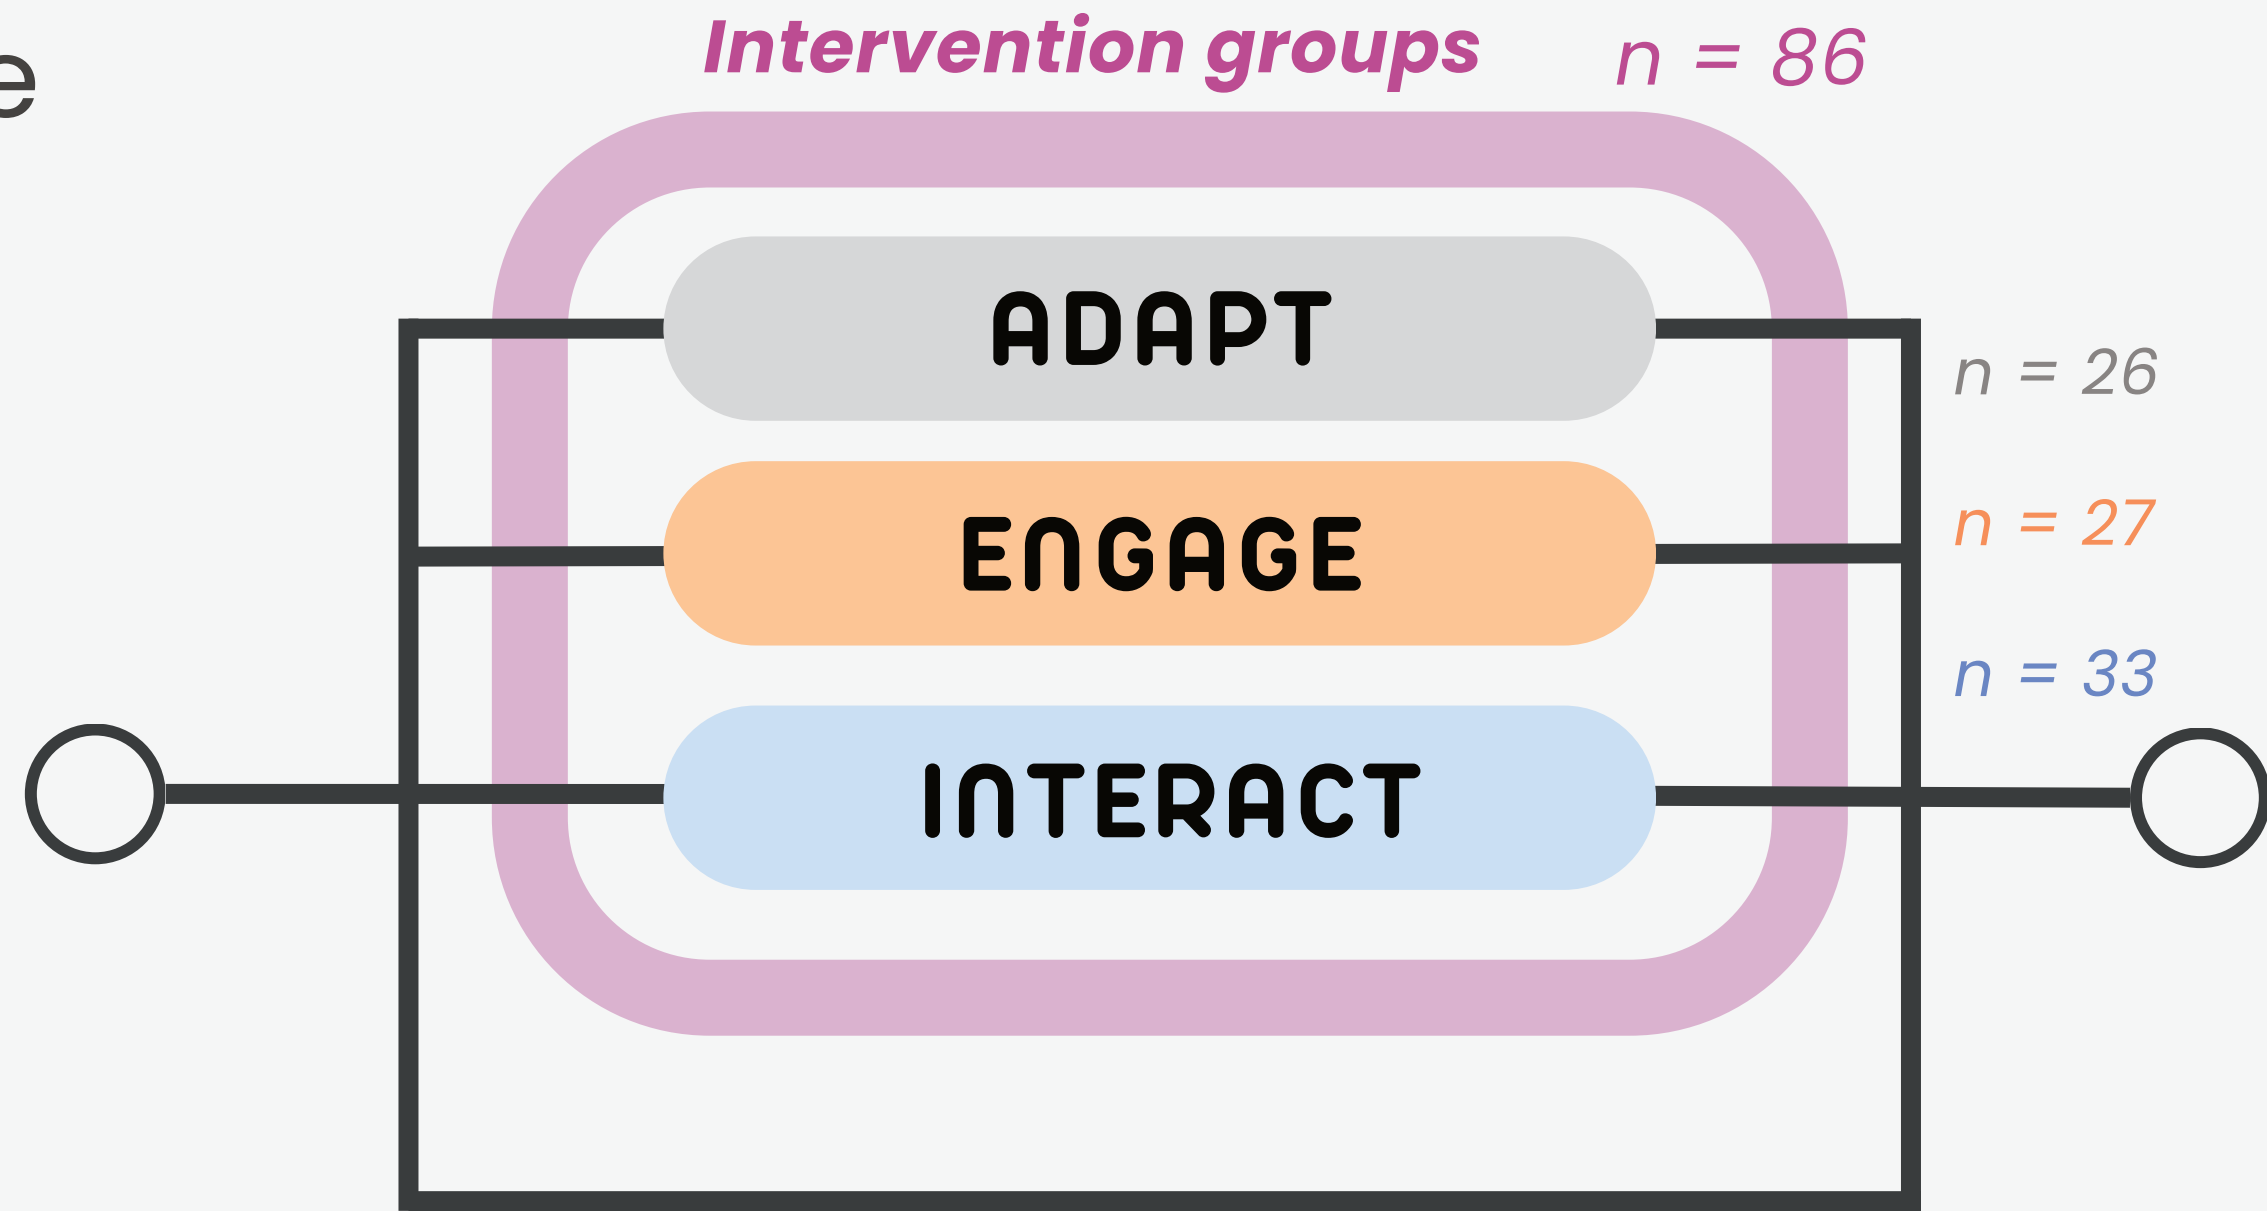 Intervention groups n = 86
e
ADAPT
n = 26
ENGAGE
n = 27
INTERACT
n = 33